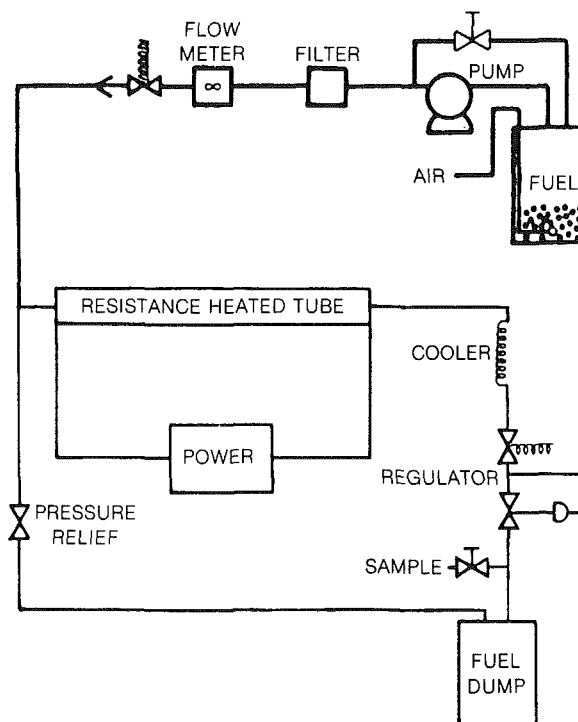 FLOW
METER
FILTER
PUMP
AIR
FUEL
RESISTANCE HEATED TUBE
COOLER
POWER
REGULATOR
PRESSURE
RELIEF
SAMPLE
FUEL
DUMP